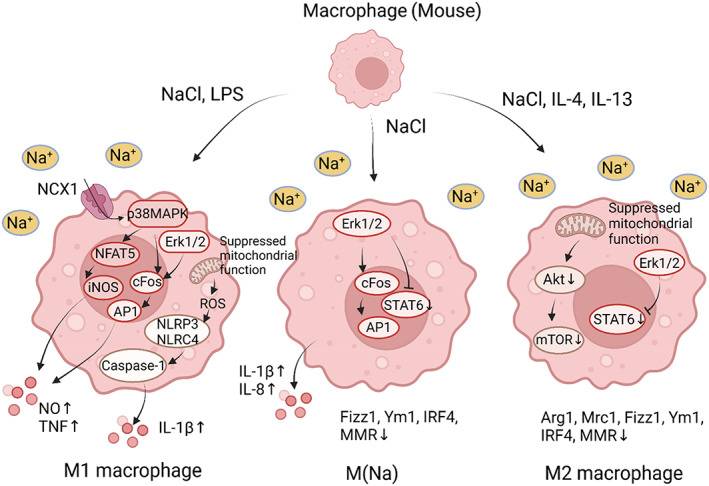 Macrophage (Mouse)
NaCl, LPS
NaCl
NaCl, IL-4, IL-13
Na+
Na+
Na+
NCX1
p38MAPK
Erk1/2
NFAT5
iNOS
cFos
AP1
Suppressed
mitochondrial
function
ROS
NLRP3
NLRC4
Caspase-1
NO↑
TNF↑
IL-1β↑
M1 macrophage
Na+
Na+
Erk1/2
cFos
STAT6↓
AP1
IL-1β↑
IL-8↑
Fizz1, Ym1, IRF4,
MMR↓
M(Na)
Na+
Na+
Na+
Suppressed
mitochondrial
function
Akt↓
Erk1/2
STAT6↓
mTOR↓
Arg1, Mrc1, Fizz1, Ym1,
IRF4, MMR↓
M2 macrophage